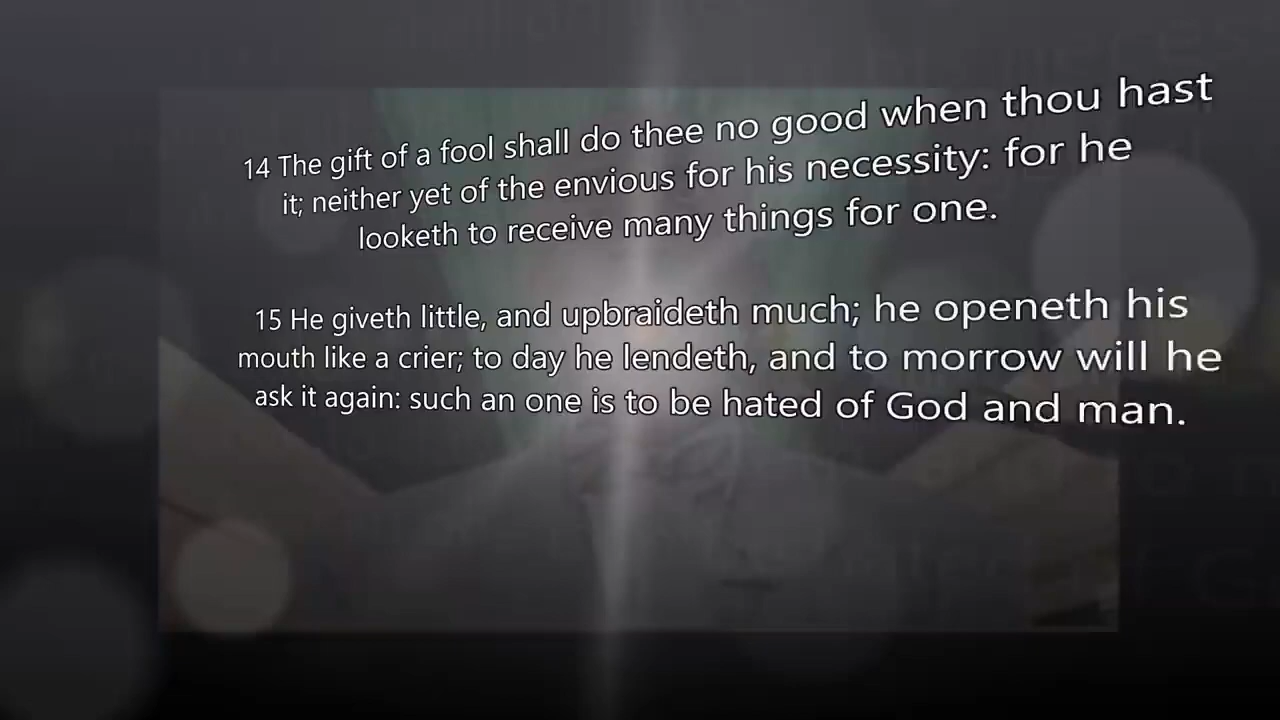 14 The gift of a fool shall do thee no good when thou hast
it; neither yet of the envious for his necessity: for he
looketh to receive many things for one.
15 He giveth little, and upbraideth much; he openeth his
mouth like a crier; to day he lendeth, and to morrow will he
ask it again: such an one is to be hated of God and man.